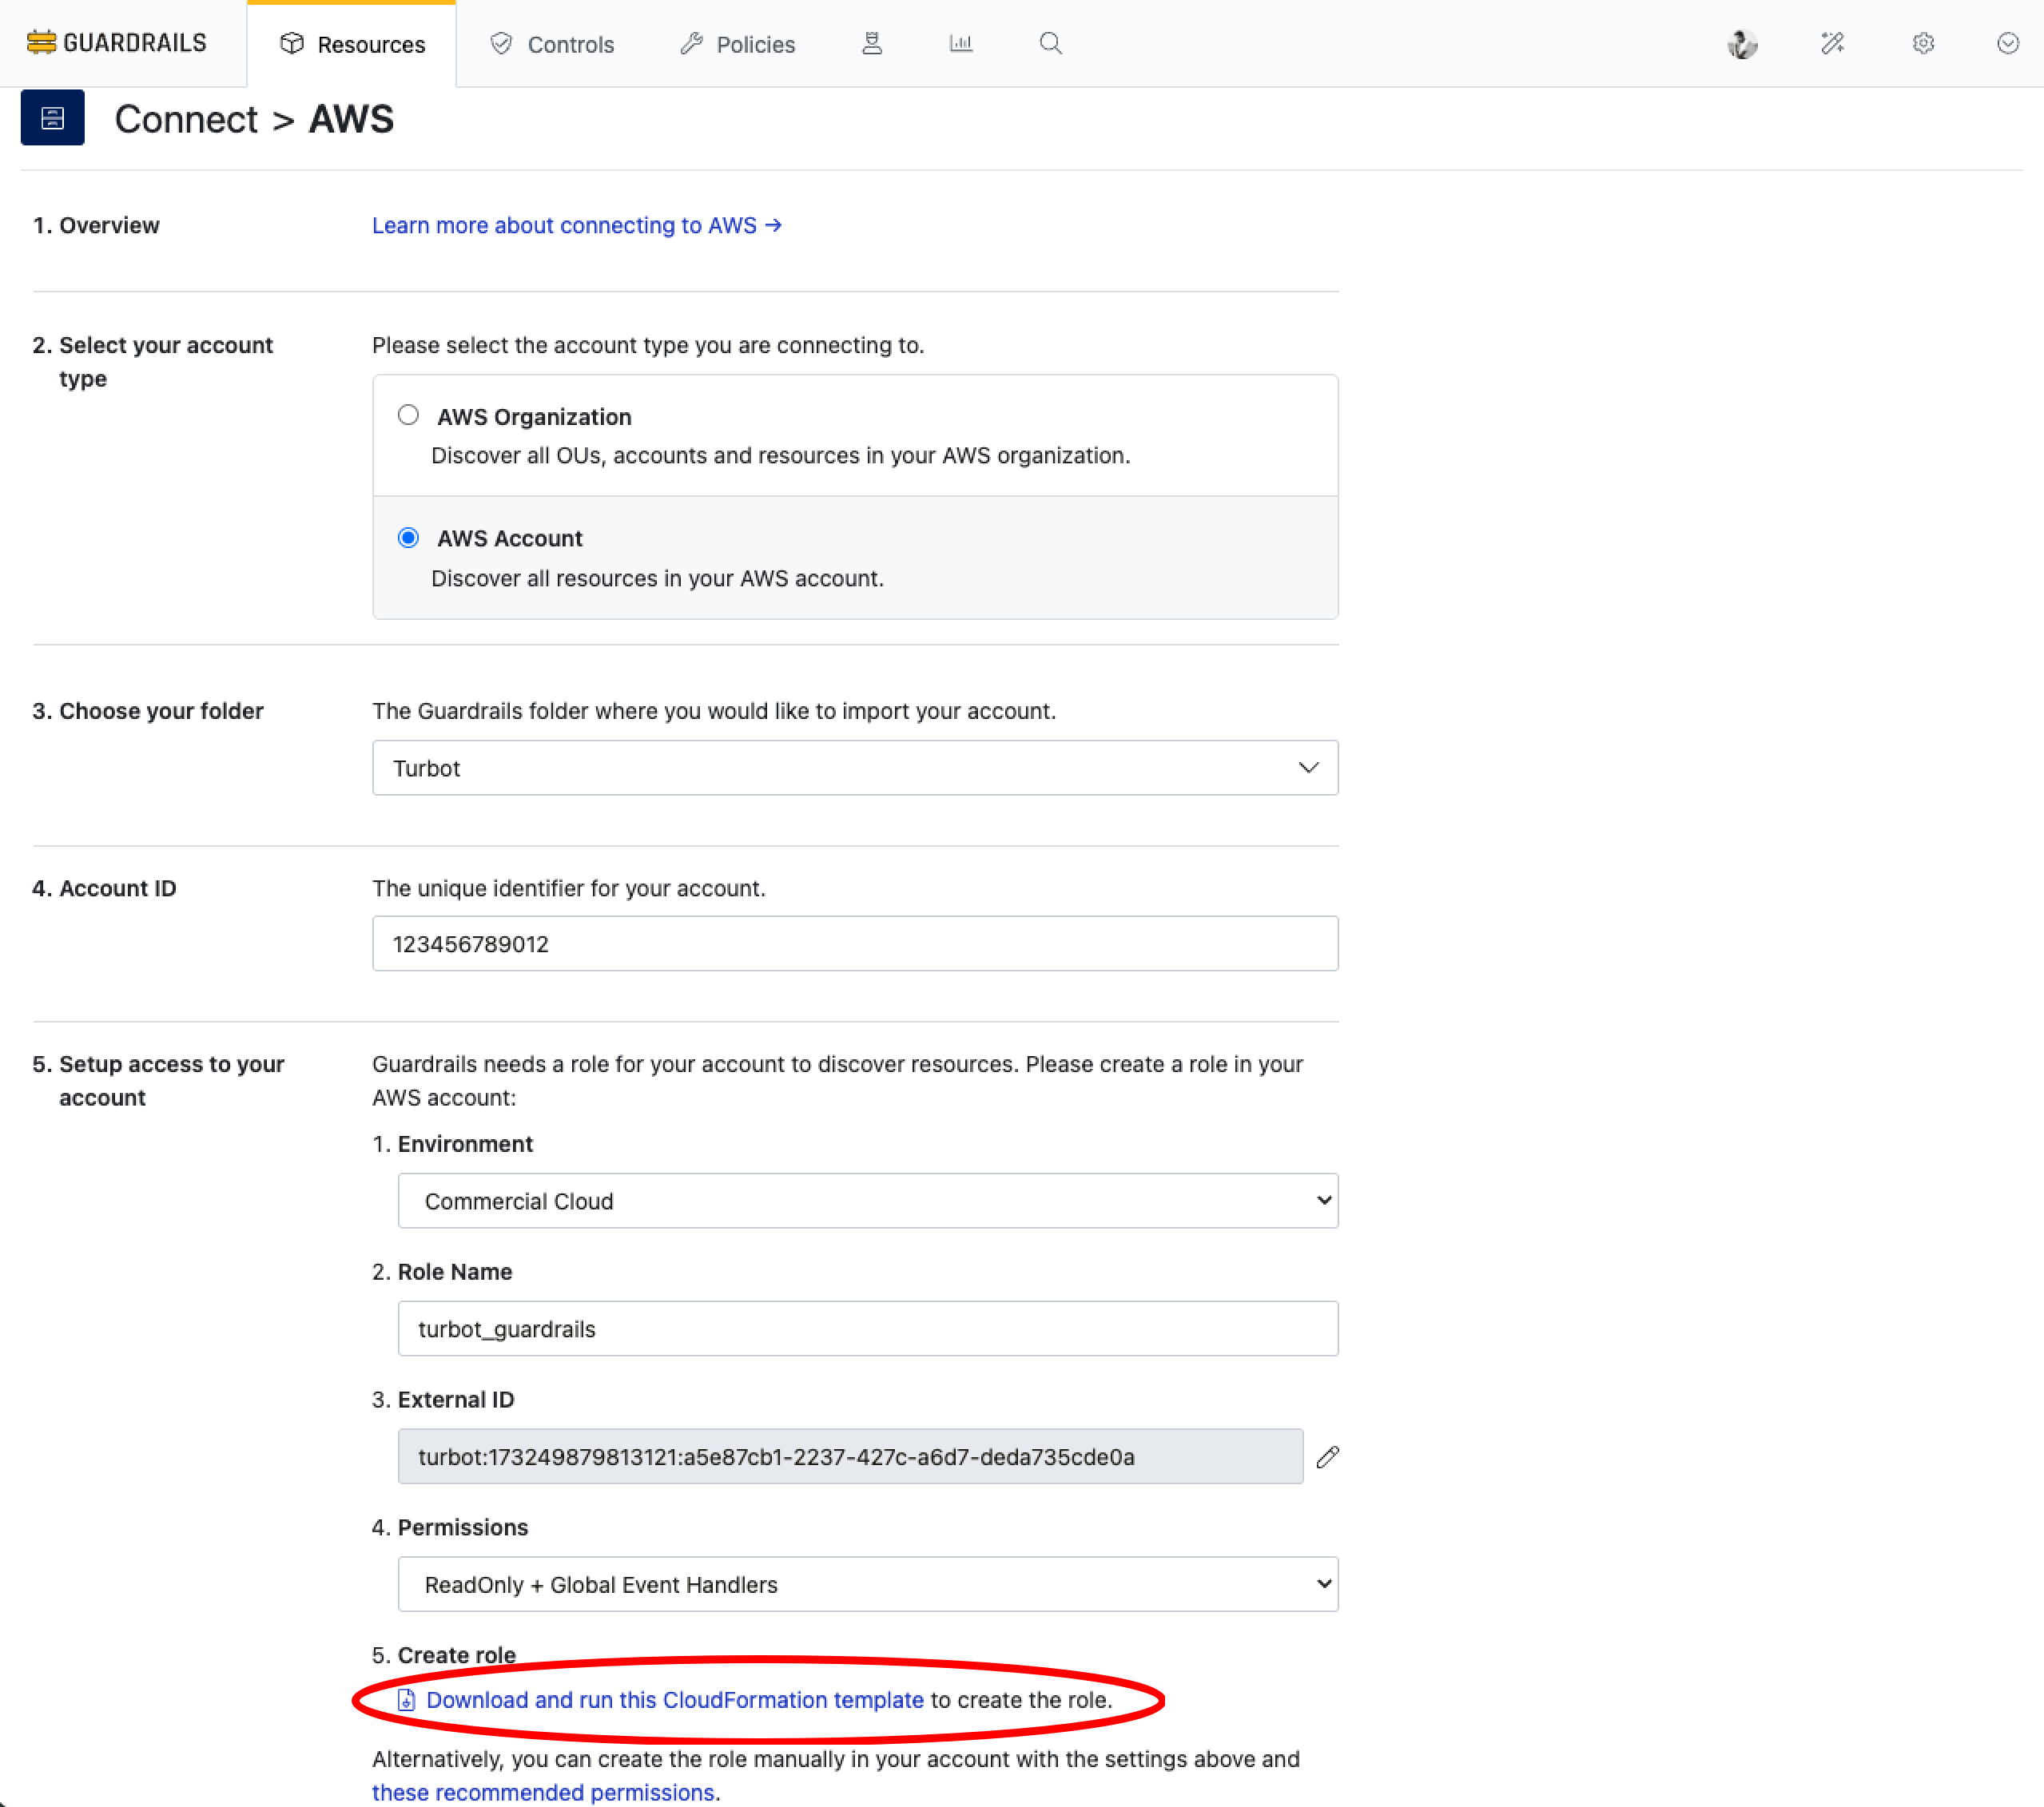 GUARDRAILS
Resources
Controls
Policies
Connect > AWS
1. Overview
Learn more about connecting to AWS →
2. Select your account
type
Please select the account type you are connecting to.
AWS Organization
Discover all OUs, accounts and resources in your AWS organization.
AWS Account
Discover all resources in your AWS account.
3. Choose your folder
The Guardrails folder where you would like to import your account.
Turbot
4. Account ID
The unique identifier for your account.
123456789012
5. Setup access to your
account
Guardrails needs a role for your account to discover resources. Please create a role in your
AWS account:
1. Environment
Commercial Cloud
2. Role Name
turbot_guardrails
3. External ID
turbot:173249879813121:a5e87cb1-2237-427c-a6d7-deda735cde0a
4. Permissions
ReadOnly + Global Event Handlers
5. Create role
Download and run this CloudFormation template to create the role.
Alternatively, you can create the role manually in your account with the settings above and
these recommended permissions.